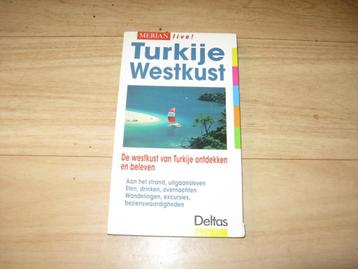 MERIAN live!
Turkije
Westkust
De westkust van Turkije ontdekken
en beleven
Aan het strand, uitgaansleven
Eten, drinken, overnachten
Wandelingen, excursies,
bezienswaardigheden
Deltas